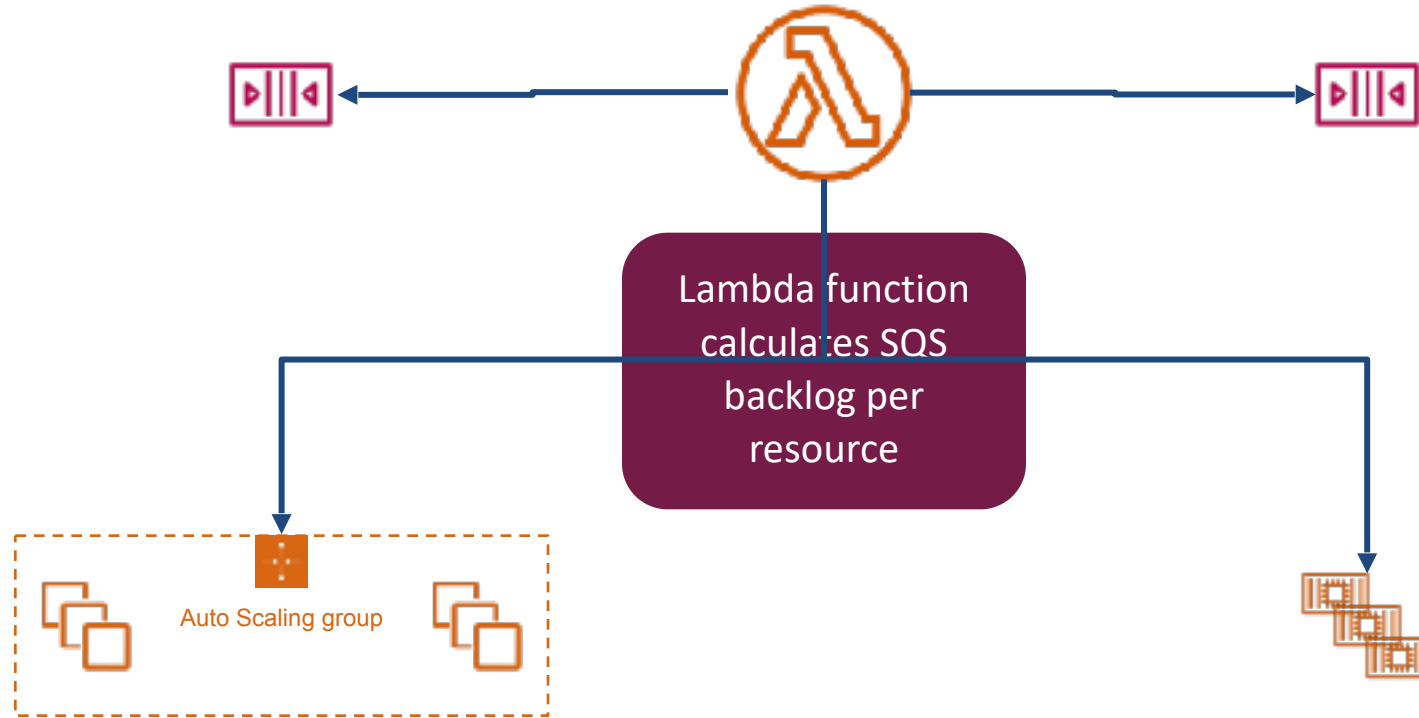 Lambda function
calculates SQS
backlog per
resource
Auto Scaling group